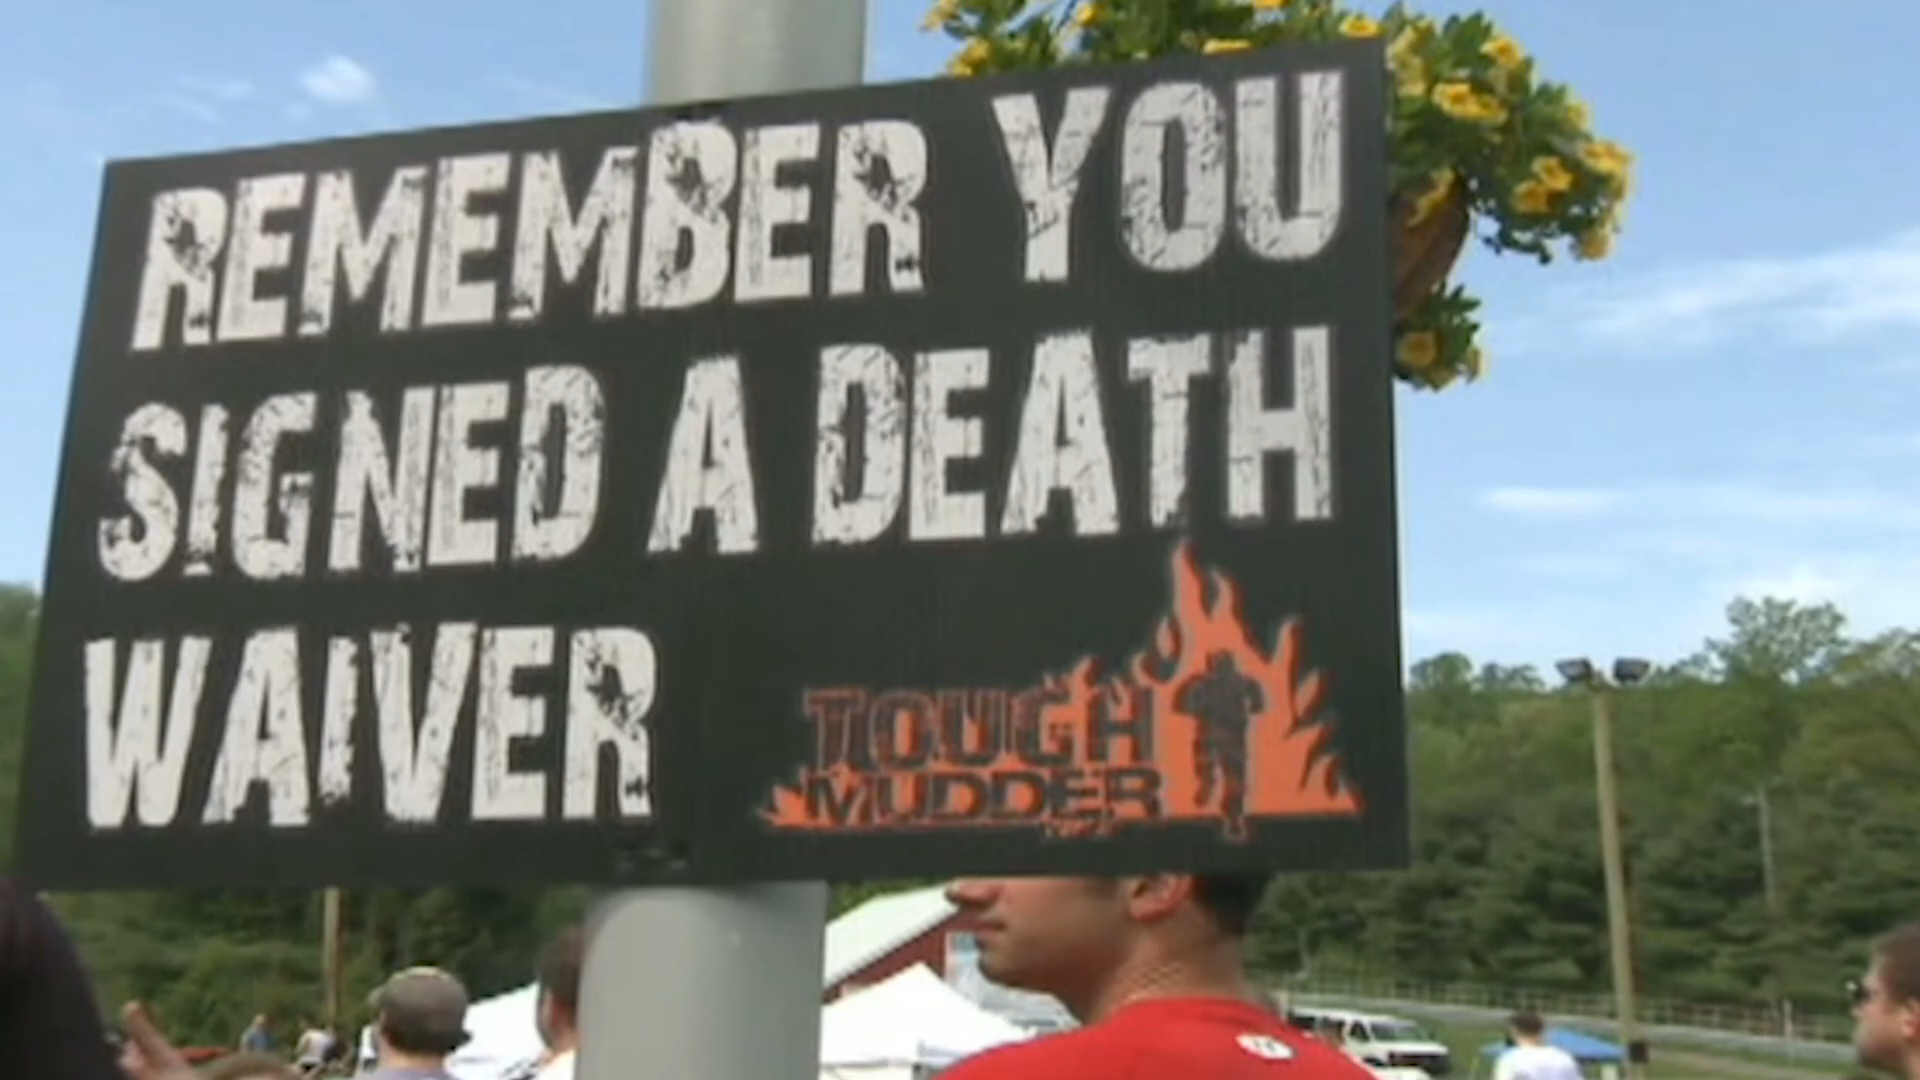 REMEMBER YOU
SIGNED A DEATH
WAIVER
TOUGH
MUDDER